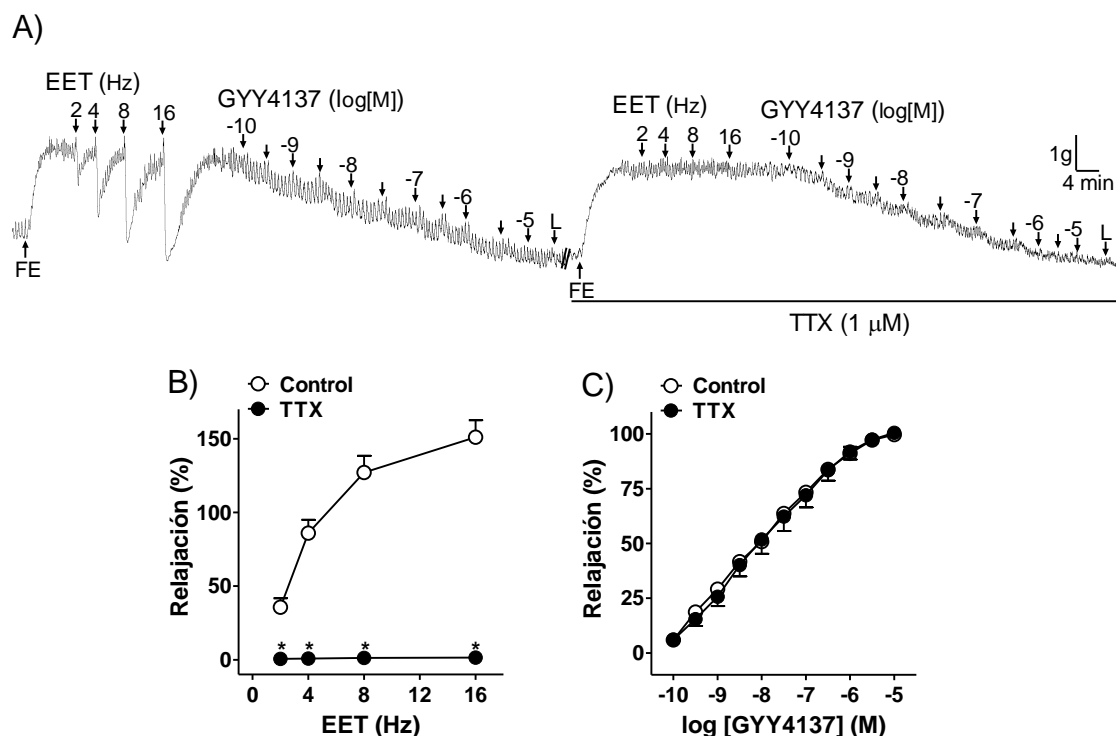 A)
EET (Hz)
2 4 8 16
GYY4137 (log[M])
-10 -9 -8 -7 -6 -5 L
FE
EET (Hz)
2 4 8 16
GYY4137 (log[M])
-10 -9 -8 -7 -6 -5 L
FE
1g
4 min
TTX (1 μM)
B)
Control
TTX
Relajación (%)
150
100
50
0
* * * *
0 4 8 12 16
EET (Hz)
C)
Control
TTX
Relajación (%)
100
75
50
25
0
-10 -9 -8 -7 -6 -5
log [GYY4137] (M)